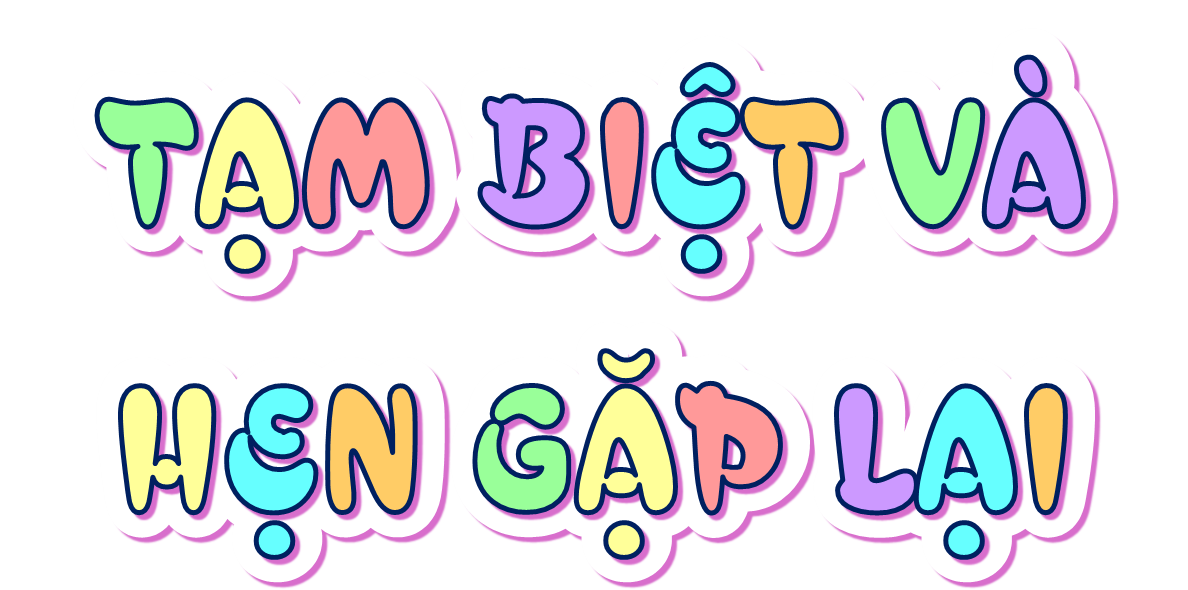 TẠM BIỆT VÀ
HẸN GẶP LẠI